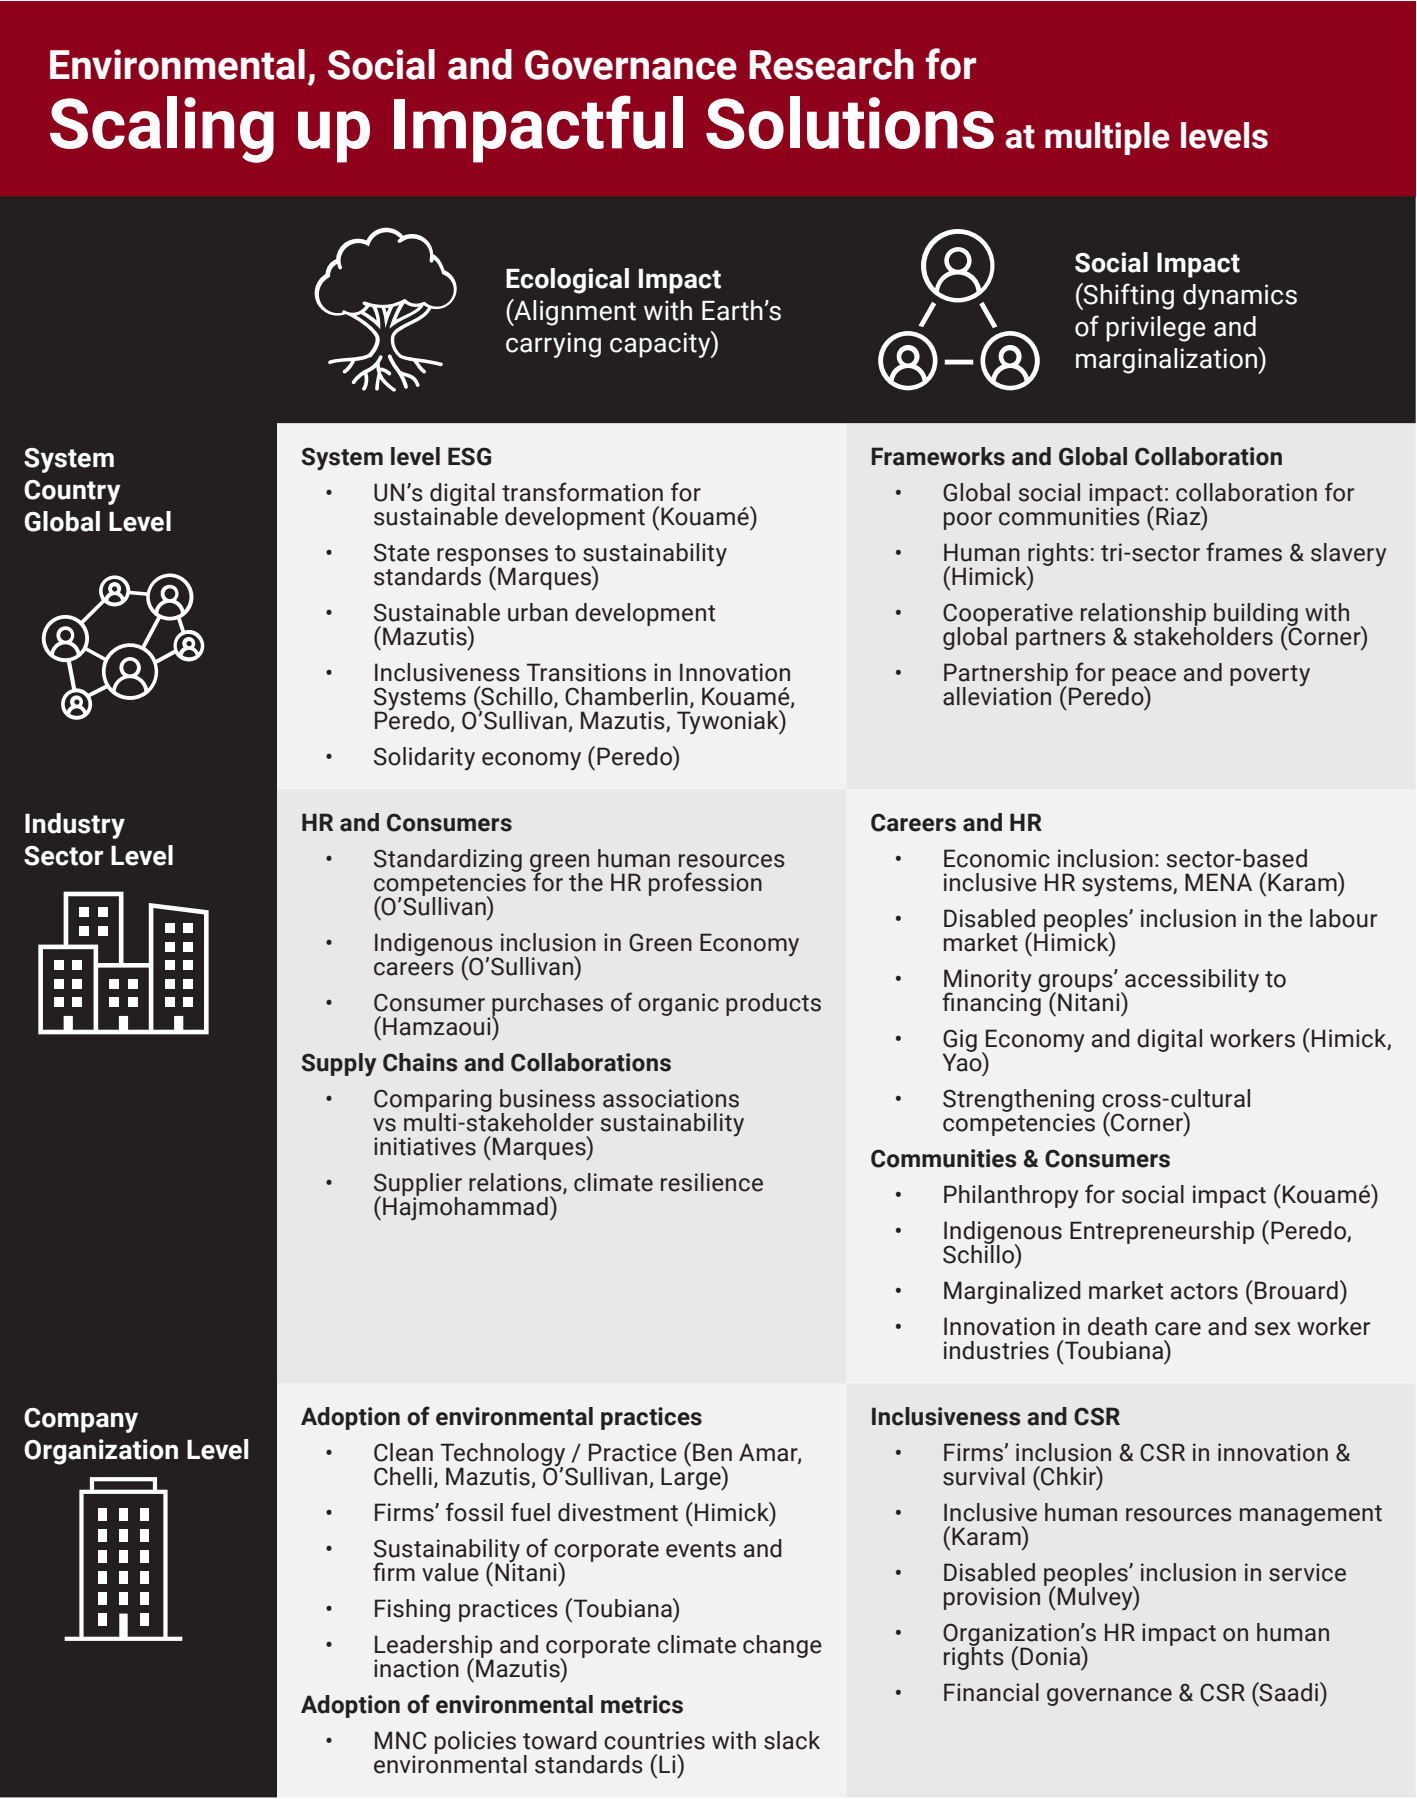 Environmental, Social and Governance Research for
Scaling up Impactful Solutions at multiple levels
Ecological Impact
(Alignment with Earth’s
carrying capacity)
Social Impact
(Shifting dynamics
of privilege and
marginalization)
System
Country
Global Level
System level ESG
• UN’s digital transformation for
sustainable development (Kouamé)
• State responses to sustainability
standards (Marques)
• Sustainable urban development
(Mazutis)
• Inclusiveness Transitions in Innovation
Systems (Schillo, Chamberlin, Kouamé,
Peredo, O’Sullivan, Mazutis, Tywoniak)
• Solidarity economy (Peredo)
Frameworks and Global Collaboration
• Global social impact: collaboration for
poor communities (Riaz)
• Human rights: tri-sector frames & slavery
(Himick)
• Cooperative relationship building with
global partners & stakeholders (Corner)
• Partnership for peace and poverty
alleviation (Peredo)
Industry
Sector Level
HR and Consumers
• Standardizing green human resources
competencies for the HR profession
(O’Sullivan)
• Indigenous inclusion in Green Economy
careers (O’Sullivan)
• Consumer purchases of organic products
(Hamzaoui)
Supply Chains and Collaborations
• Comparing business associations
vs multi-stakeholder sustainability
initiatives (Marques)
• Supplier relations, climate resilience
(Hajmohammad)
Careers and HR
• Economic inclusion: sector-based
inclusive HR systems, MENA (Karam)
• Disabled peoples’ inclusion in the labour
market (Himick)
• Minority groups’ accessibility to
financing (Nitani)
• Gig Economy and digital workers (Himick,
Yao)
• Strengthening cross-cultural
competencies (Corner)
Communities & Consumers
• Philanthropy for social impact (Kouamé)
• Indigenous Entrepreneurship (Peredo,
Schillo)
• Marginalized market actors (Brouard)
• Innovation in death care and sex worker
industries (Toubiana)
Company
Organization Level
Adoption of environmental practices
• Clean Technology / Practice (Ben Amar,
Chelli, Mazutis, O’Sullivan, Large)
• Firms’ fossil fuel divestment (Himick)
• Sustainability of corporate events and
firm value (Nitani)
• Fishing practices (Toubiana)
• Leadership and corporate climate change
inaction (Mazutis)
Adoption of environmental metrics
• MNC policies toward countries with slack
environmental standards (Li)
Inclusiveness and CSR
• Firms’ inclusion & CSR in innovation &
survival (Chkir)
• Inclusive human resources management
(Karam)
• Disabled peoples’ inclusion in service
provision (Mulvey)
• Organization’s HR impact on human
rights (Donia)
• Financial governance & CSR (Saadi)